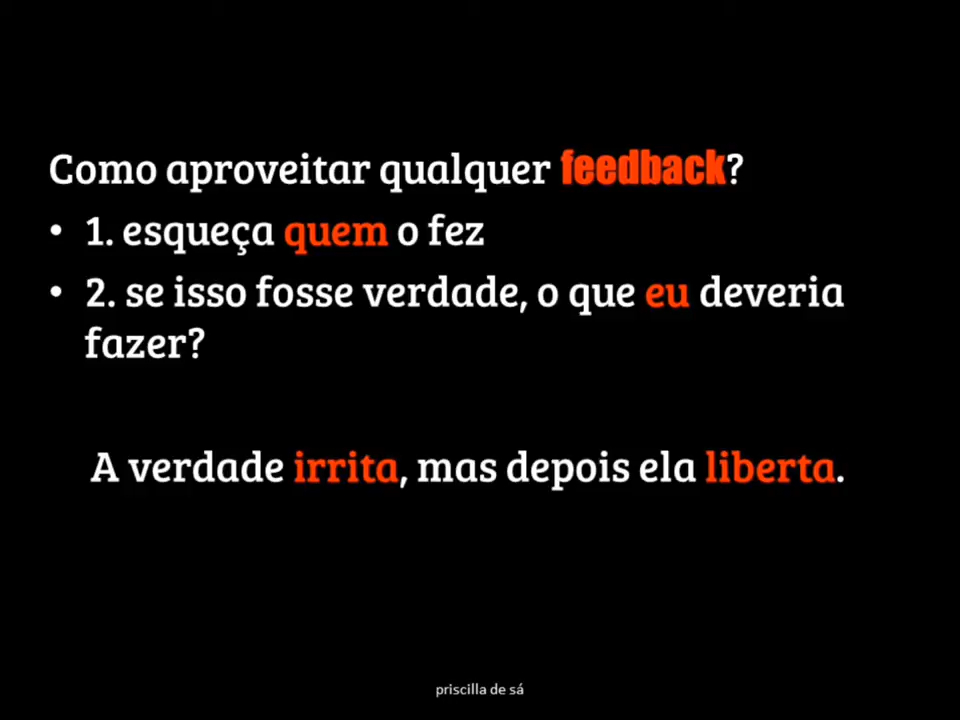 Como aproveitar qualquer feedback?
• 1. esqueça quem o fez
• 2. se isso fosse verdade, o que eu deveria
fazer?
A verdade irrita, mas depois ela liberta.
priscilla de sá